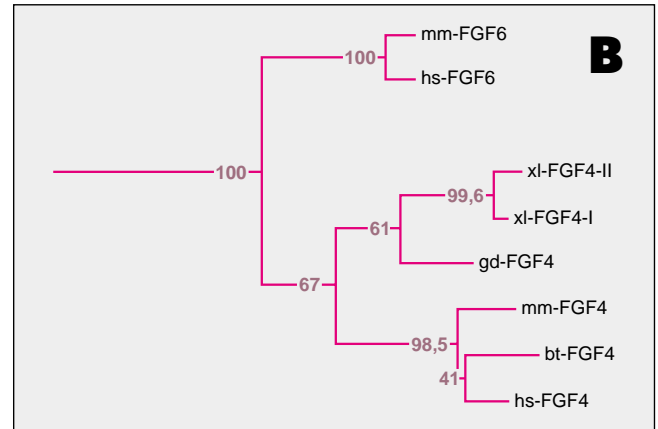 mm-FGF6
B
100
hs-FGF6
100
xl-FGF4-II
99,6
xl-FGF4-I
61
gd-FGF4
67
mm-FGF4
98,5
bt-FGF4
41
hs-FGF4